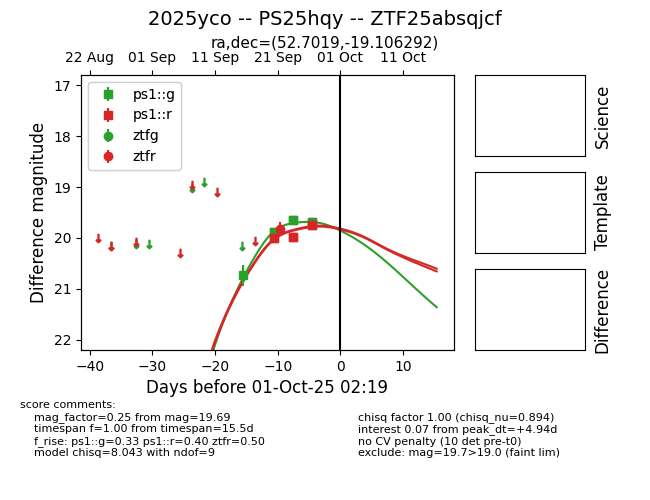 2025yco -- PS25hqy -- ZTF25absqjcf
ra,dec=(52.7019,-19.106292)
22 Aug 01 Sep 11 Sep 21 Sep 01 Oct 11 Oct
ps1::g
ps1::r
ztfg
ztfr
17
18
19
20
21
22
Difference magnitude
−40 −30 −20 −10 0 10
Days before 01-Oct-25 02:19
Science
Template
Difference
score comments:
mag_factor=0.25 from mag=19.69
timespan f=1.00 from timespan=15.5d
f_rise: ps1::g=0.33 ps1::r=0.40 ztfr=0.50
model chisq=8.043 with ndof=9
chisq factor 1.00 (chisq_nu=0.894)
interest 0.07 from peak_dt=+4.94d
no CV penalty (10 det pre-t0)
exclude: mag=19.7>19.0 (faint lim)